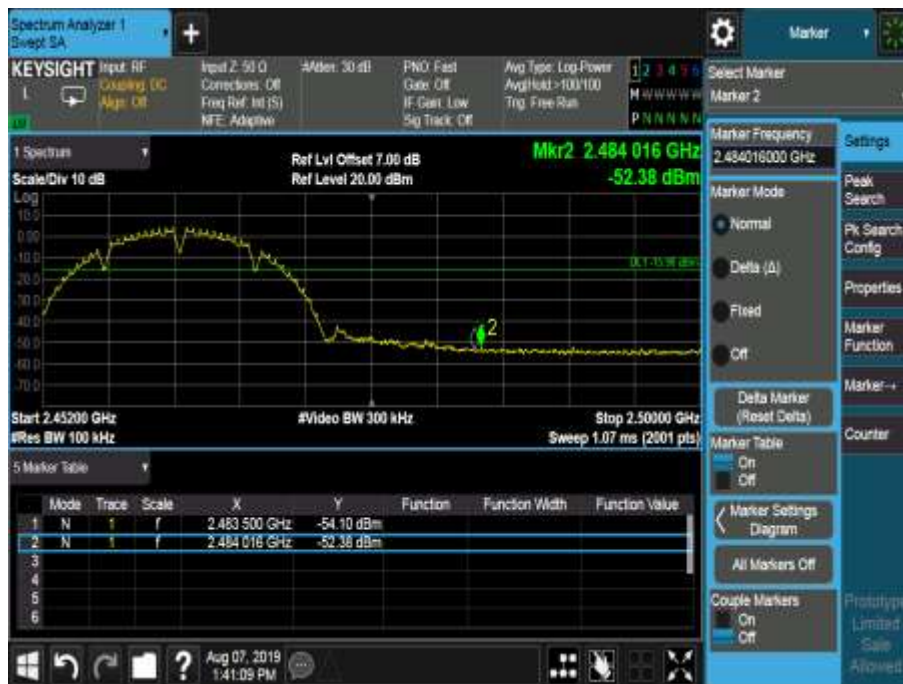 Spectrum Analyzer 1
Swept SA
+
Marker
KEYSIGHT Input: RF
Coupling: DC
Align: Off
Input Z: 50 Ω
Corrections: Off
Freq Ref: Int (S)
NFE: Adaptive
#Atten: 30 dB
PNO: Fast
Gate: Off
IF Gain: Low
Sig Track: Off
Avg Type: Log-Power
Avg|Hold:>100/100
Trig: Free Run
1 2 3 4 5 6
M W W W W W
P N N N N N
Select Marker
Marker 2
1 Spectrum
Scale/Div 10 dB
Ref Lvl Offset 7.00 dB
Ref Level 20.00 dBm
Mkr2 2.484 016 GHz
-52.38 dBm
Log
10.0
0.00
-20.0
-30.0
-40.0
-50.0
-60.0
-70.0
2
Start 2.45200 GHz
#Video BW 300 kHz
Stop 2.50000 GHz
#Res BW 100 kHz
Sweep 1.07 ms (2001 pts)
5 Marker Table
Mode Trace Scale X Y Function Function Width Function Value
1 N 1 f 2.483 500 GHz -54.10 dBm
2 N 1 f 2.484 016 GHz -52.38 dBm
3
4
5
6
Marker Frequency
2.484016000 GHz
Marker Mode
Normal
Delta (Δ)
Fixed
Off
Delta Marker
(Reset Delta)
Marker Table
On
Off
Marker Settings
Diagram
All Markers Off
Couple Markers
On
Off
Settings
Peak
Search
Pk Search
Config
Properties
Marker
Function
Marker→
Counter
Prototype
Limited
Sale
Allowed
?
Aug 07, 2019
1:41:09 PM